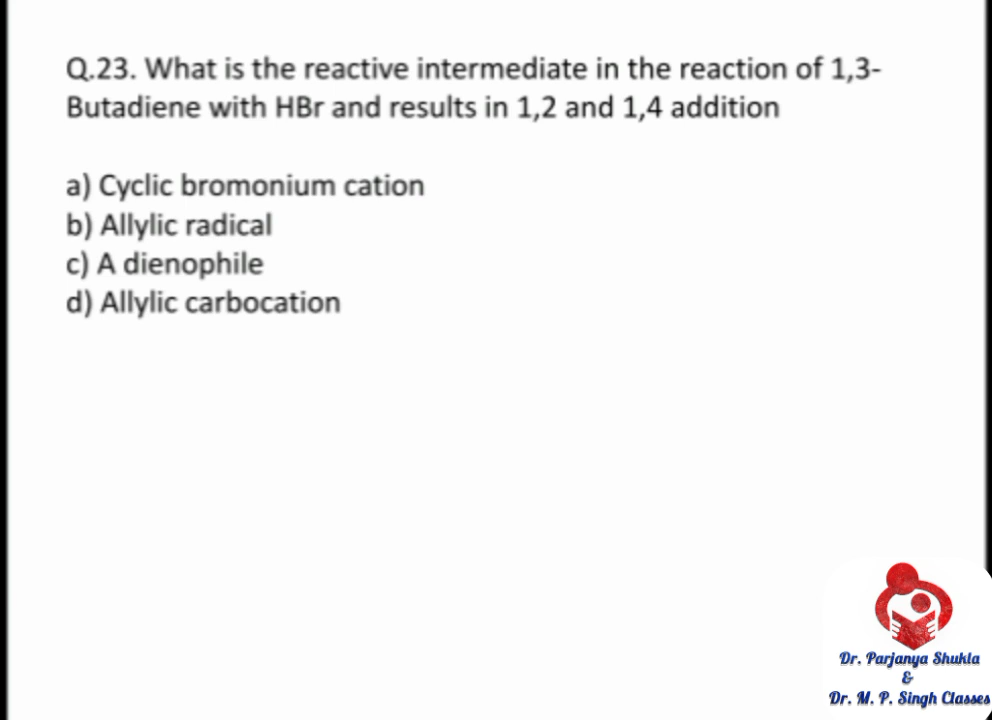 Q.23. What is the reactive intermediate in the reaction of 1,3-
Butadiene with HBr and results in 1,2 and 1,4 addition
a) Cyclic bromonium cation
b) Allylic radical
c) A dienophile
d) Allylic carbocation
Dr. Parjanya Shukla
&
Dr. M. P. Singh Classes